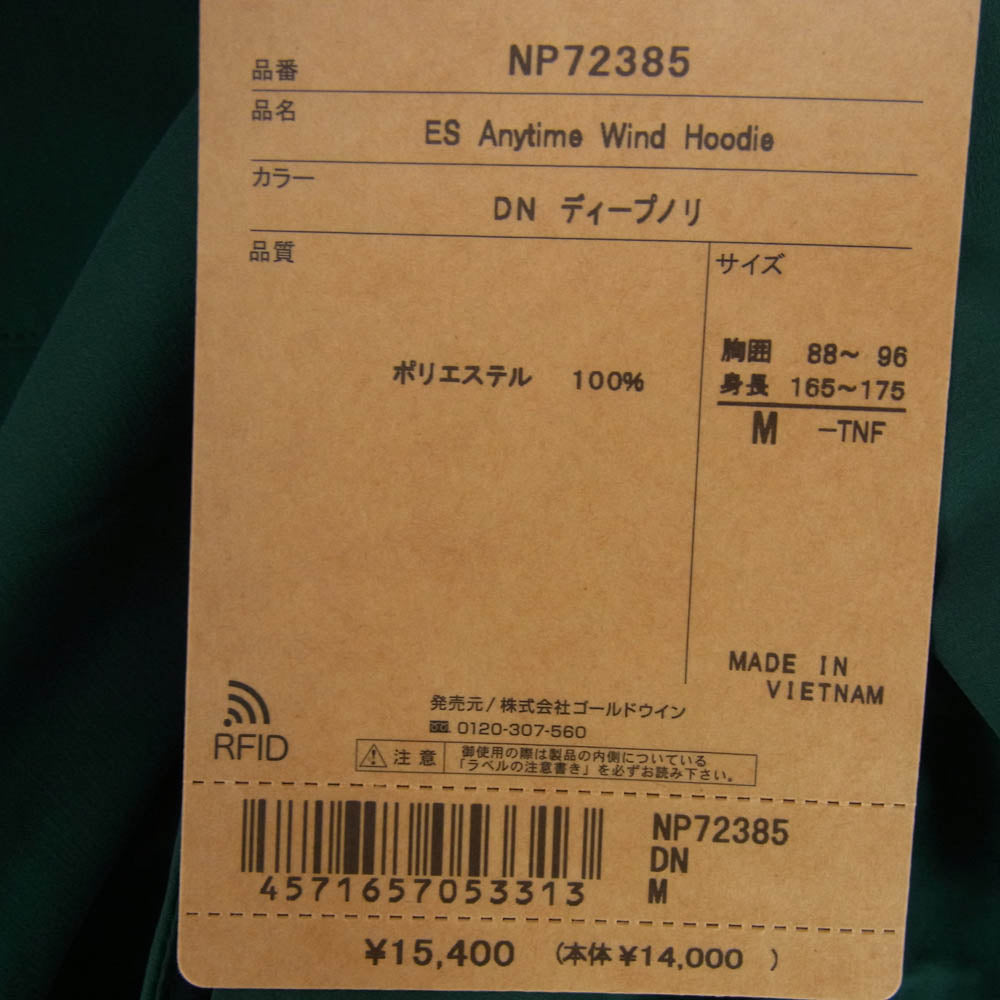 品番 NP72385
品名 ES Anytime Wind Hoodie
カラー DN ディープノリ
品質
ポリエステル 100%
サイズ
胸囲 88~ 96
身長 165~175
M -TNF
MADE IN
VIETNAM
RFID
発売元/株式会社ゴールドウイン
0120-307-560
注意
御使用の際は製品の内側についている
「ラベルの注意書き」を必ずお読み下さい。
4571657053313
NP72385
DN
M
¥15,400 (本体¥14,000 )